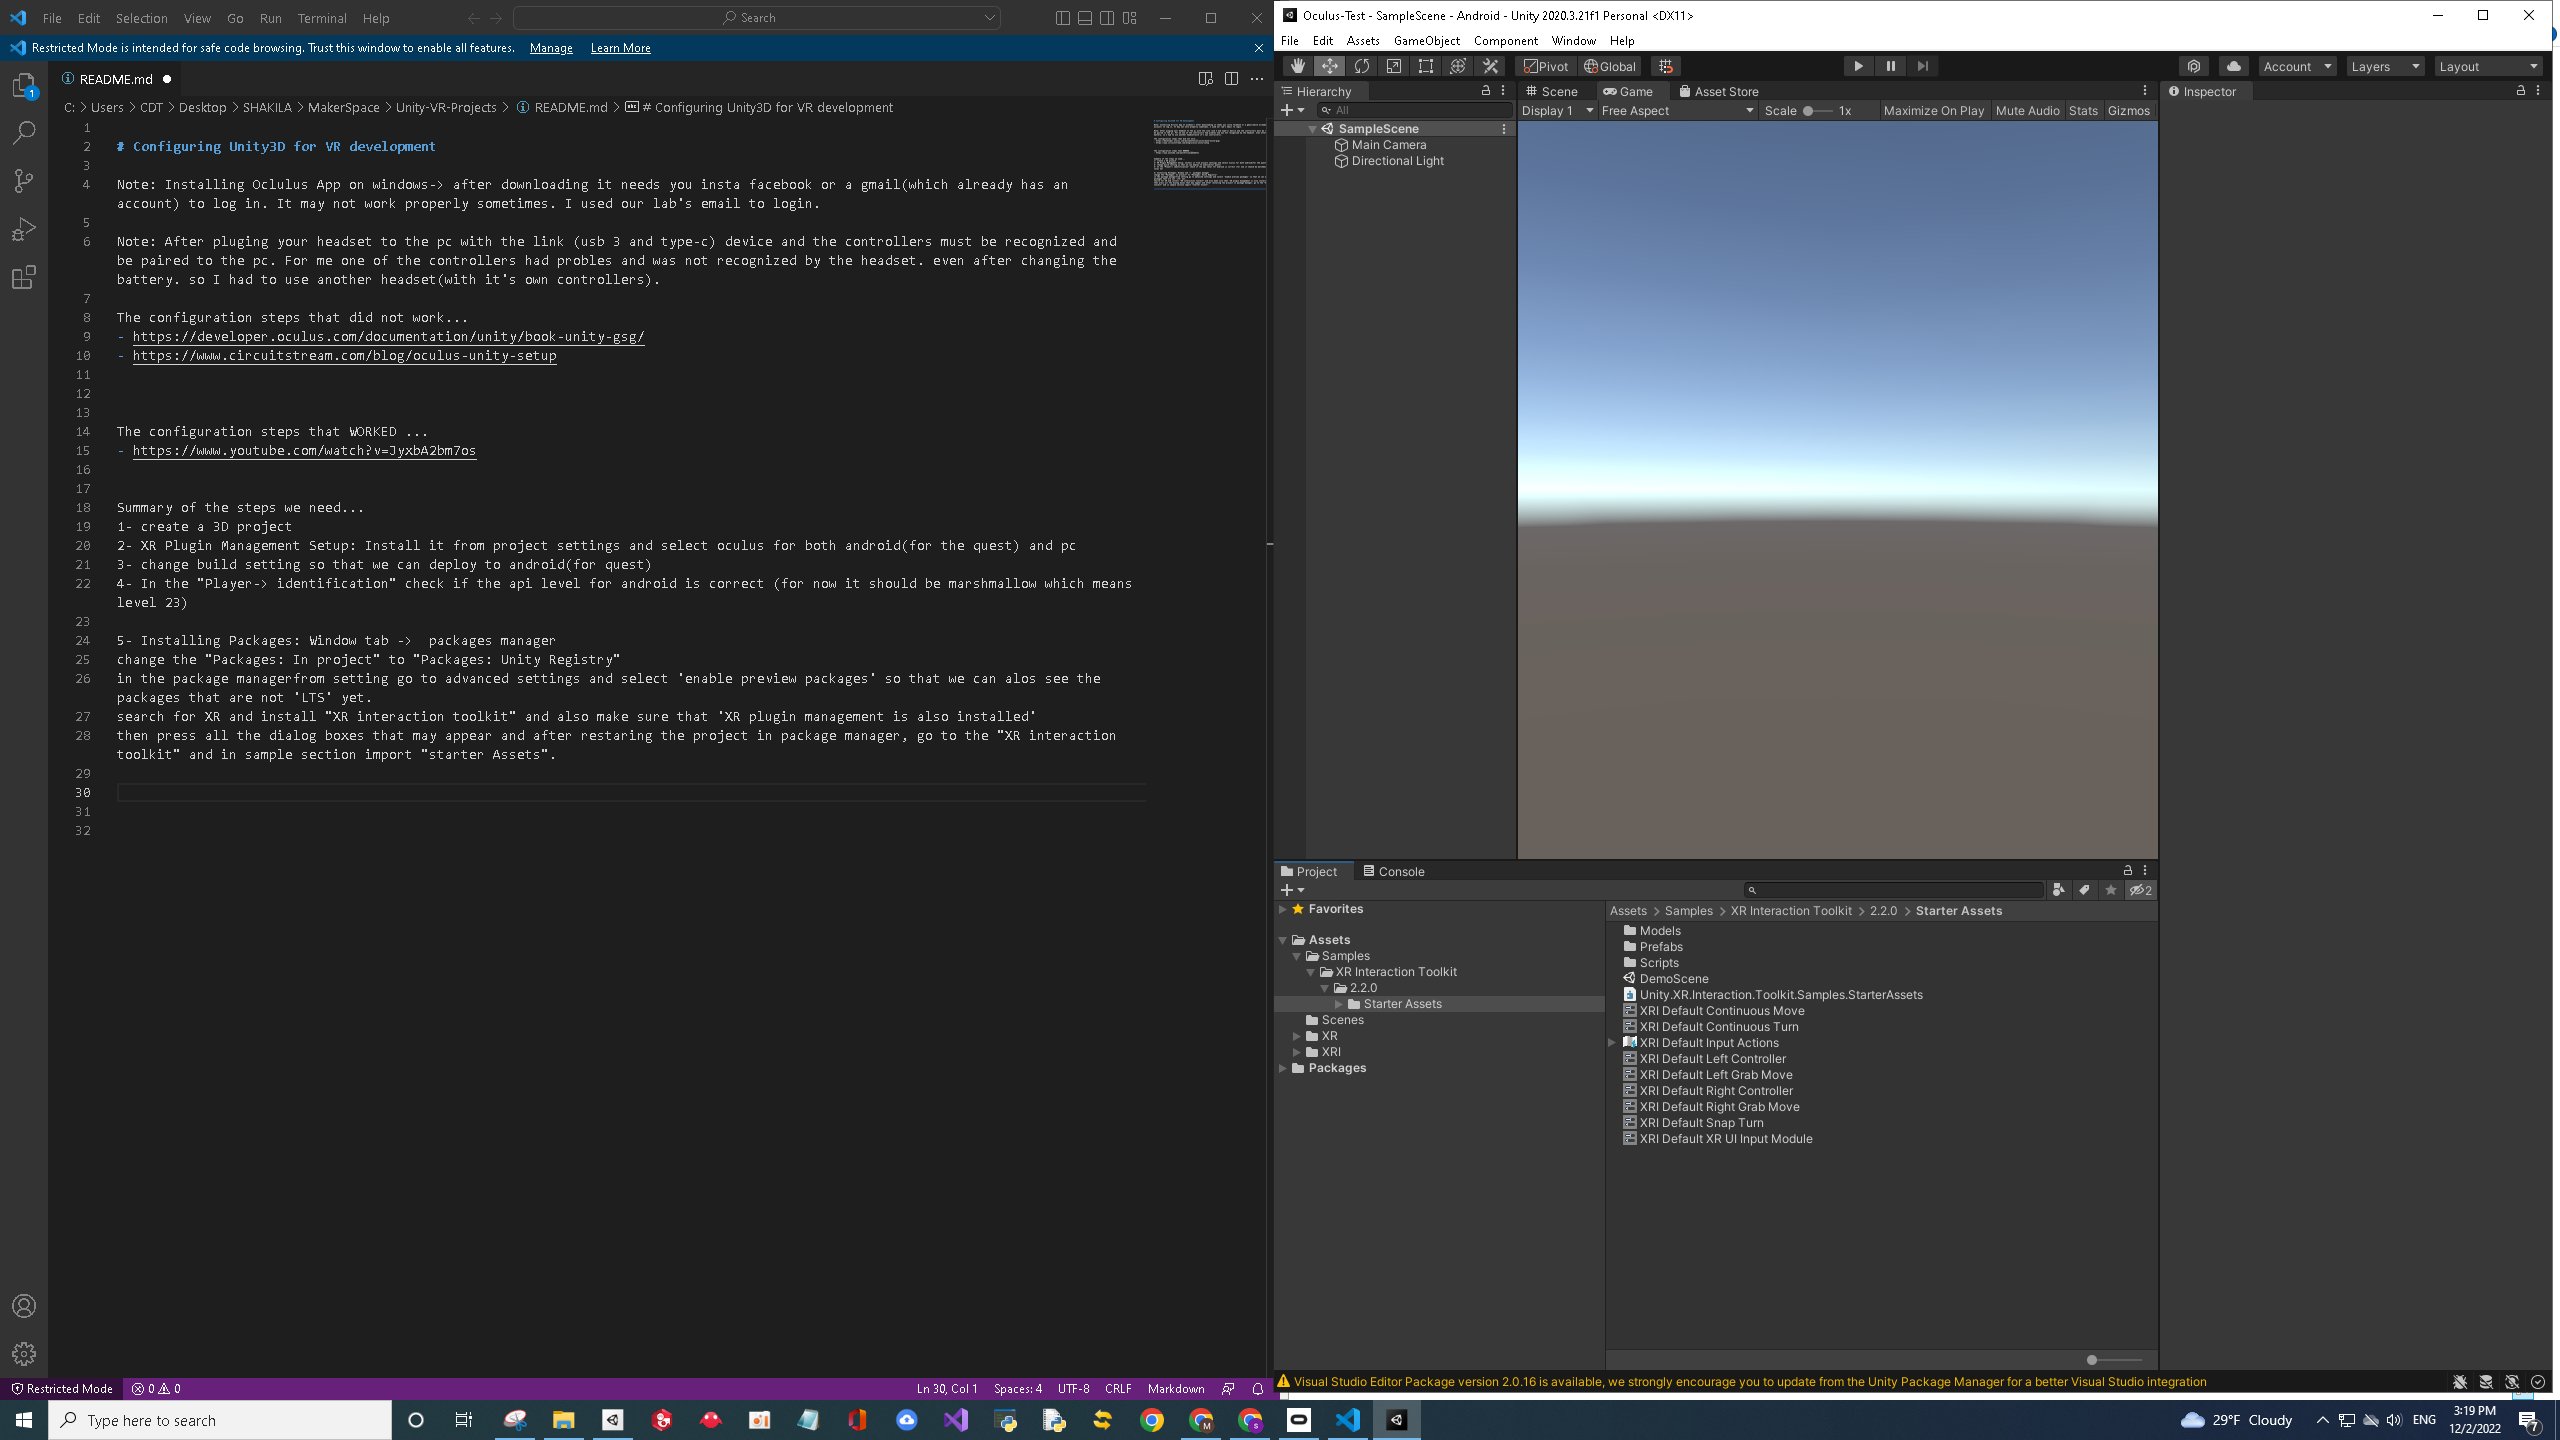 File Edit Selection View Go Run Terminal Help
Search
Restricted Mode is intended for safe code browsing. Trust this window to enable all features. Manage Learn More
1
README.md
C: > Users > CDT > Desktop > SHAKILA > MakerSpace > Unity-VR-Projects > README.md > # Configuring Unity3D for VR development
1
2 # Configuring Unity3D for VR development
3
4 Note: Installing Oclulus App on windows-> after downloading it needs you insta facebook or a gmail(which already has an
account) to log in. It may not work properly sometimes. I used our lab's email to login.
5
6 Note: After pluging your headset to the pc with the link (usb 3 and type-c) device and the controllers must be recognized and
be paired to the pc. For me one of the controllers had probles and was not recognized by the headset. even after changing the
battery. so I had to use another headset(with it's own controllers).
7
8 The configuration steps that did not work...
9 - https://developer.oculus.com/documentation/unity/book-unity-gsg/
10 - https://www.circuitstream.com/blog/oculus-unity-setup
11
12
13
14 The configuration steps that WORKED ...
15 - https://www.youtube.com/watch?v=JyxbA2bm7os
16
17
18 Summary of the steps we need...
19 1- create a 3D project
20 2- XR Plugin Management Setup: Install it from project settings and select oculus for both android(for the quest) and pc
21 3- change build setting so that we can deploy to android(for quest)
22 4- In the "Player-> identification" check if the api level for android is correct (for now it should be marshmallow which means
level 23)
23
24 5- Installing Packages: Window tab ->  packages manager
25 change the "Packages: In project" to "Packages: Unity Registry"
26 in the package managerfrom setting go to advanced settings and select 'enable preview packages' so that we can alos see the
packages that are not 'LTS' yet.
27 search for XR and install "XR interaction toolkit" and also make sure that 'XR plugin management is also installed'
28 then press all the dialog boxes that may appear and after restaring the project in package manager, go to the "XR interaction
toolkit" and in sample section import "starter Assets".
29
30
31
32
Restricted Mode 0 0 Ln 30, Col 1 Spaces: 4 UTF-8 CRLF Markdown
Oculus-Test - SampleScene - Android - Unity 2020.3.21f1 Personal <DX11>
File Edit Assets GameObject Component Window Help
Pivot Global Account Layers Layout
Hierarchy
All
SampleScene
Main Camera
Directional Light
Scene Game Asset Store
Display 1 Free Aspect Scale 1x Maximize On Play Mute Audio Stats Gizmos
Inspector
Project Console
2
Favorites
Assets
Samples
XR Interaction Toolkit
2.2.0
Starter Assets
Scenes
XR
XRI
Packages
Assets > Samples > XR Interaction Toolkit > 2.2.0 > Starter Assets
Models
Prefabs
Scripts
DemoScene
Unity.XR.Interaction.Toolkit.Samples.StarterAssets
XRI Default Continuous Move
XRI Default Continuous Turn
XRI Default Input Actions
XRI Default Left Controller
XRI Default Left Grab Move
XRI Default Right Controller
XRI Default Right Grab Move
XRI Default Snap Turn
XRI Default XR UI Input Module
Visual Studio Editor Package version 2.0.16 is available, we strongly encourage you to update from the Unity Package Manager for a better Visual Studio integration
Type here to search
M
S
29°F Cloudy
ENG
3:19 PM
12/2/2022
7